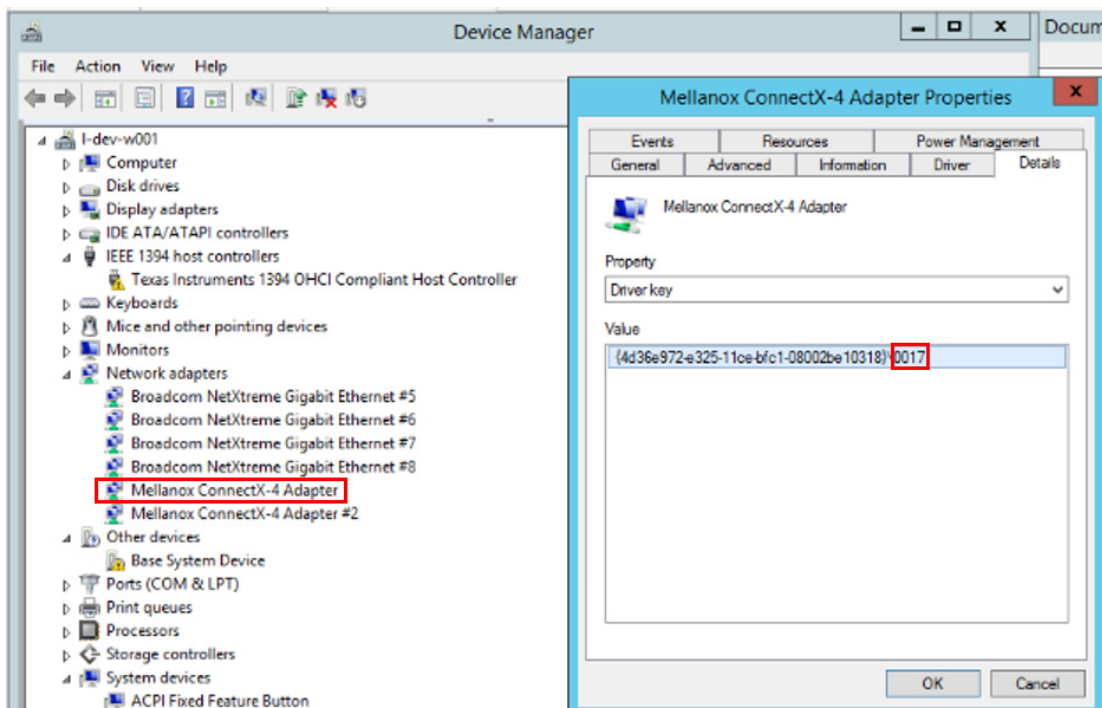 Device Manager
Docum
File Action View Help
l-dev-w001
Computer
Disk drives
Display adapters
IDE ATA/ATAPI controllers
IEEE 1394 host controllers
Texas Instruments 1394 OHCI Compliant Host Controller
Keyboards
Mice and other pointing devices
Monitors
Network adapters
Broadcom NetXtreme Gigabit Ethernet #5
Broadcom NetXtreme Gigabit Ethernet #6
Broadcom NetXtreme Gigabit Ethernet #7
Broadcom NetXtreme Gigabit Ethernet #8
Mellanox ConnectX-4 Adapter
Mellanox ConnectX-4 Adapter #2
Other devices
Base System Device
Ports (COM & LPT)
Print queues
Processors
Storage controllers
System devices
ACPI Fixed Feature Button
Mellanox ConnectX-4 Adapter Properties
Events Resources Power Management
General Advanced Information Driver Details
Mellanox ConnectX-4 Adapter
Property
Driver key
Value
{4d36e972-e325-11ce-bfc1-08002be10318}\0017
OK Cancel